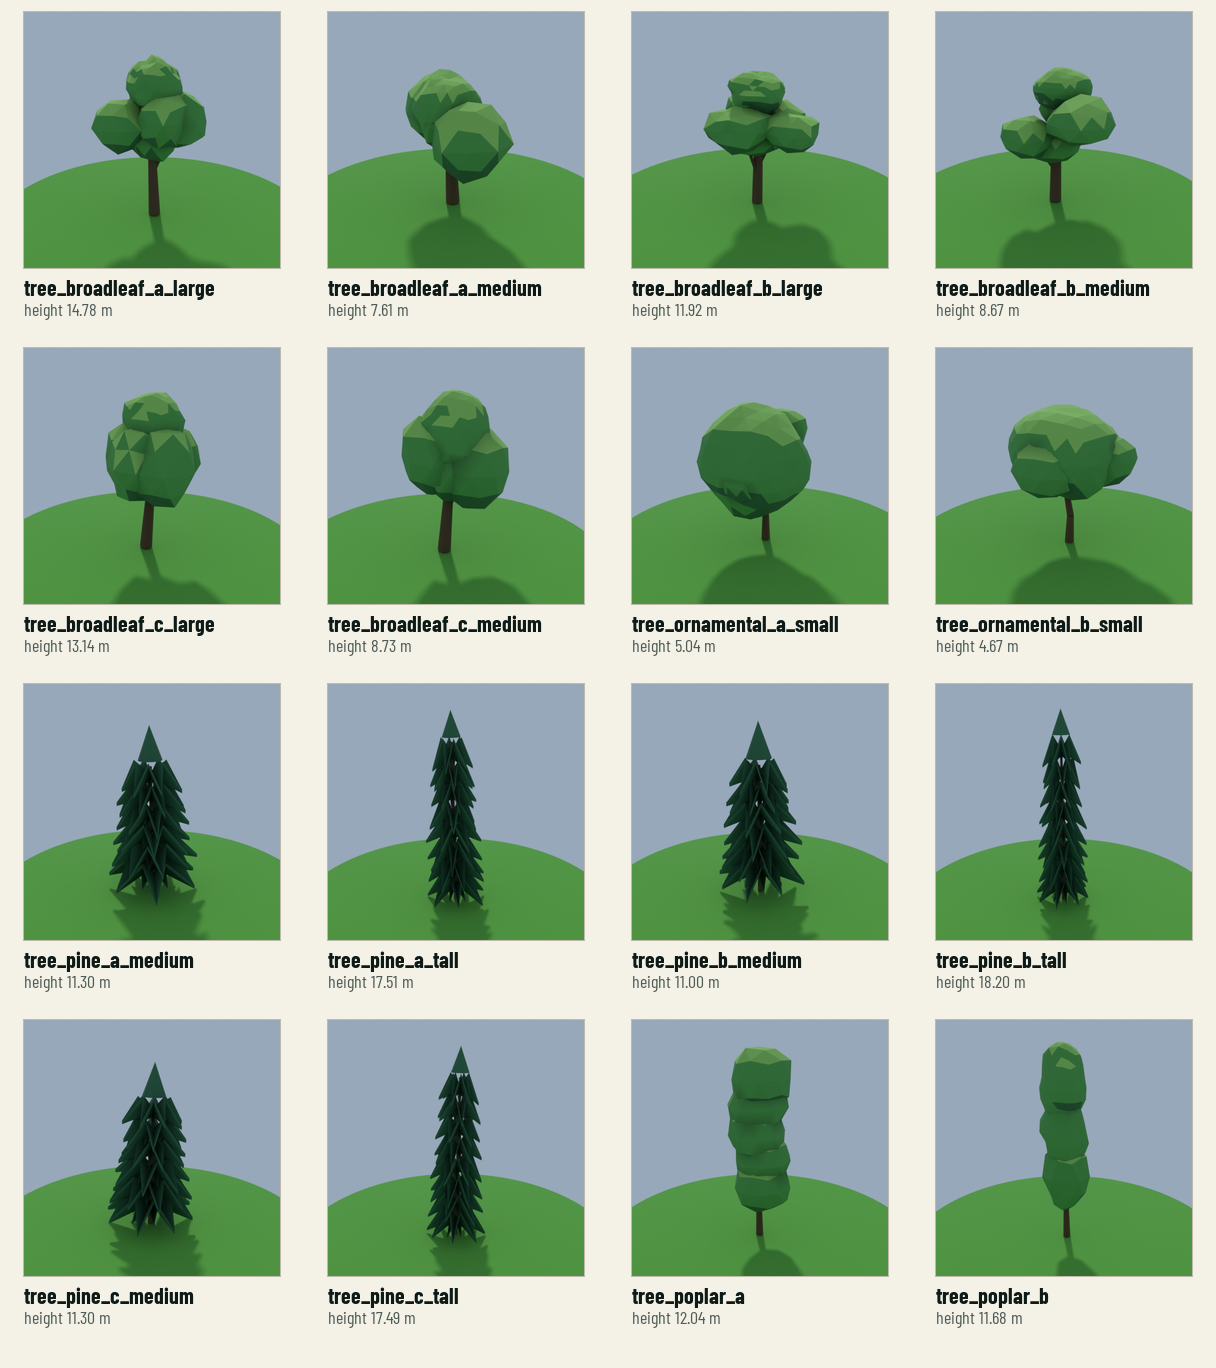 tree_broadleaf_a_large
height 14.78 m
tree_broadleaf_a_medium
height 7.61 m
tree_broadleaf_b_large
height 11.92 m
tree_broadleaf_b_medium
height 8.67 m
tree_broadleaf_c_large
height 13.14 m
tree_broadleaf_c_medium
height 8.73 m
tree_ornamental_a_small
height 5.04 m
tree_ornamental_b_small
height 4.67 m
tree_pine_a_medium
height 11.30 m
tree_pine_a_tall
height 17.51 m
tree_pine_b_medium
height 11.00 m
tree_pine_b_tall
height 18.20 m
tree_pine_c_medium
height 11.30 m
tree_pine_c_tall
height 17.49 m
tree_poplar_a
height 12.04 m
tree_poplar_b
height 11.68 m